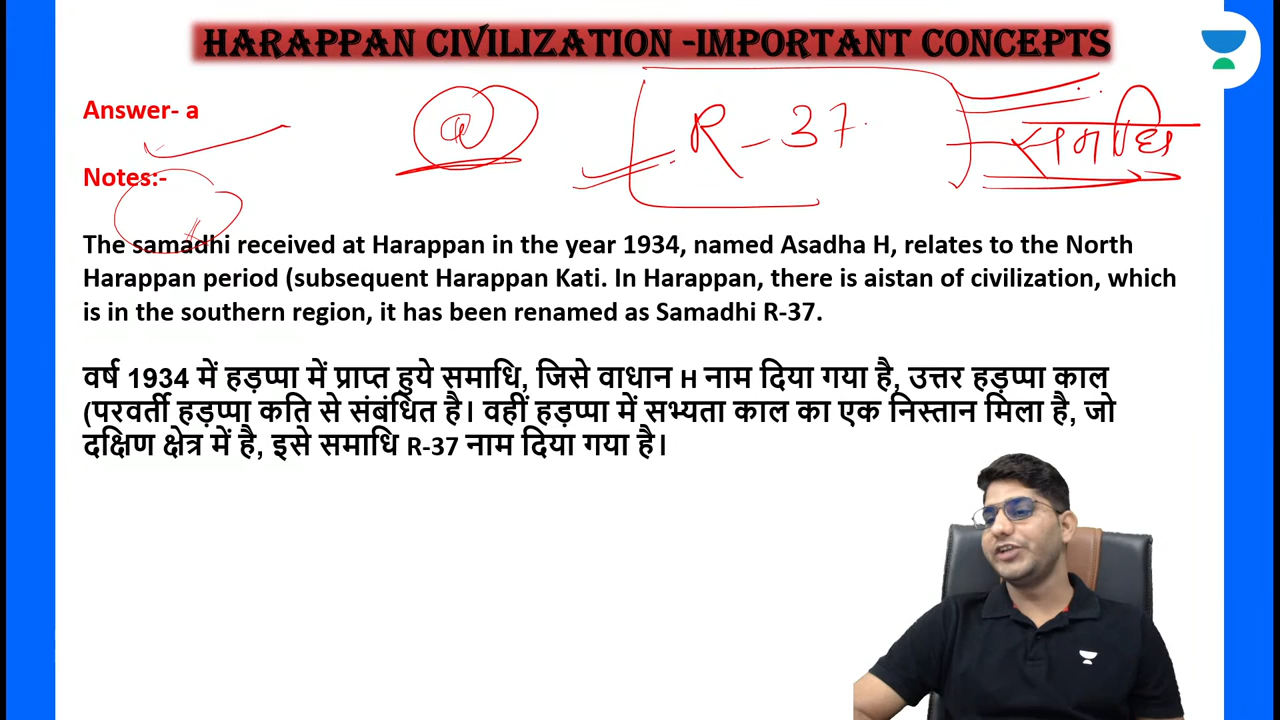 HARAPPAN CIVILIZATION -IMPORTANT CONCEPTS
Answer- a
a
R-37
समाधि
Notes:-
The samadhi received at Harappan in the year 1934, named Asadha H, relates to the North
Harappan period (subsequent Harappan Kati. In Harappan, there is aistan of civilization, which
is in the southern region, it has been renamed as Samadhi R-37.
वर्ष 1934 में हड़प्पा में प्राप्त हुये समाधि, जिसे वाधान H नाम दिया गया है, उत्तर हड़प्पा काल
(परवर्ती हड़प्पा कति से संबंधित है। वहीं हड़प्पा में सभ्यता काल का एक निस्तान मिला है, जो
दक्षिण क्षेत्र में है, इसे समाधि R-37 नाम दिया गया है।